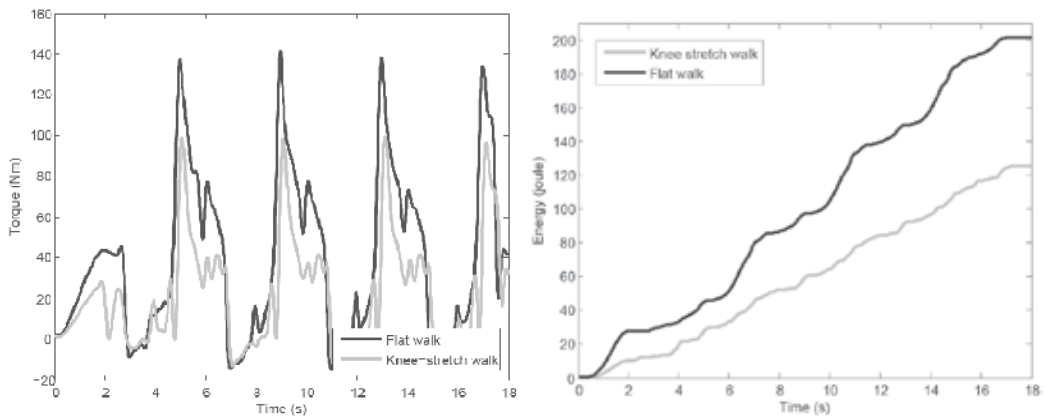 160
140
120
100
80
60
40
20
0
−20
Torque (Nm)
0 2 4 6 8 10 12 14 16 18
Time (s)
Flat walk
Knee=stretch walk
200
180
160
140
120
100
80
60
40
20
0
Energy (joule)
0 2 4 6 8 10 12 14 16 18
Time (s)
Knee stretch walk
Flat walk